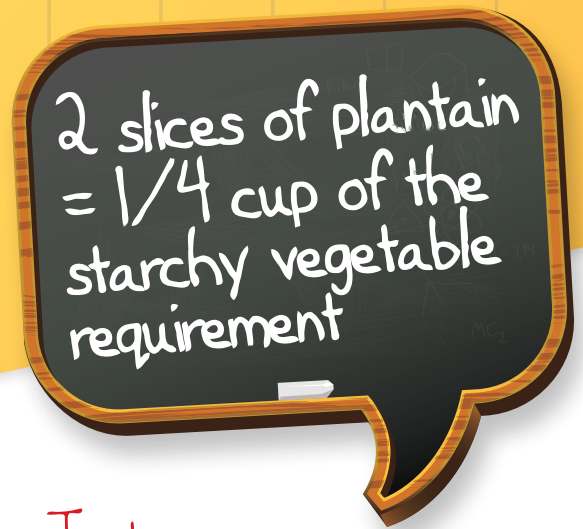 2 slices of plantain
= 1/4 cup of the
starchy vegetable
requirement